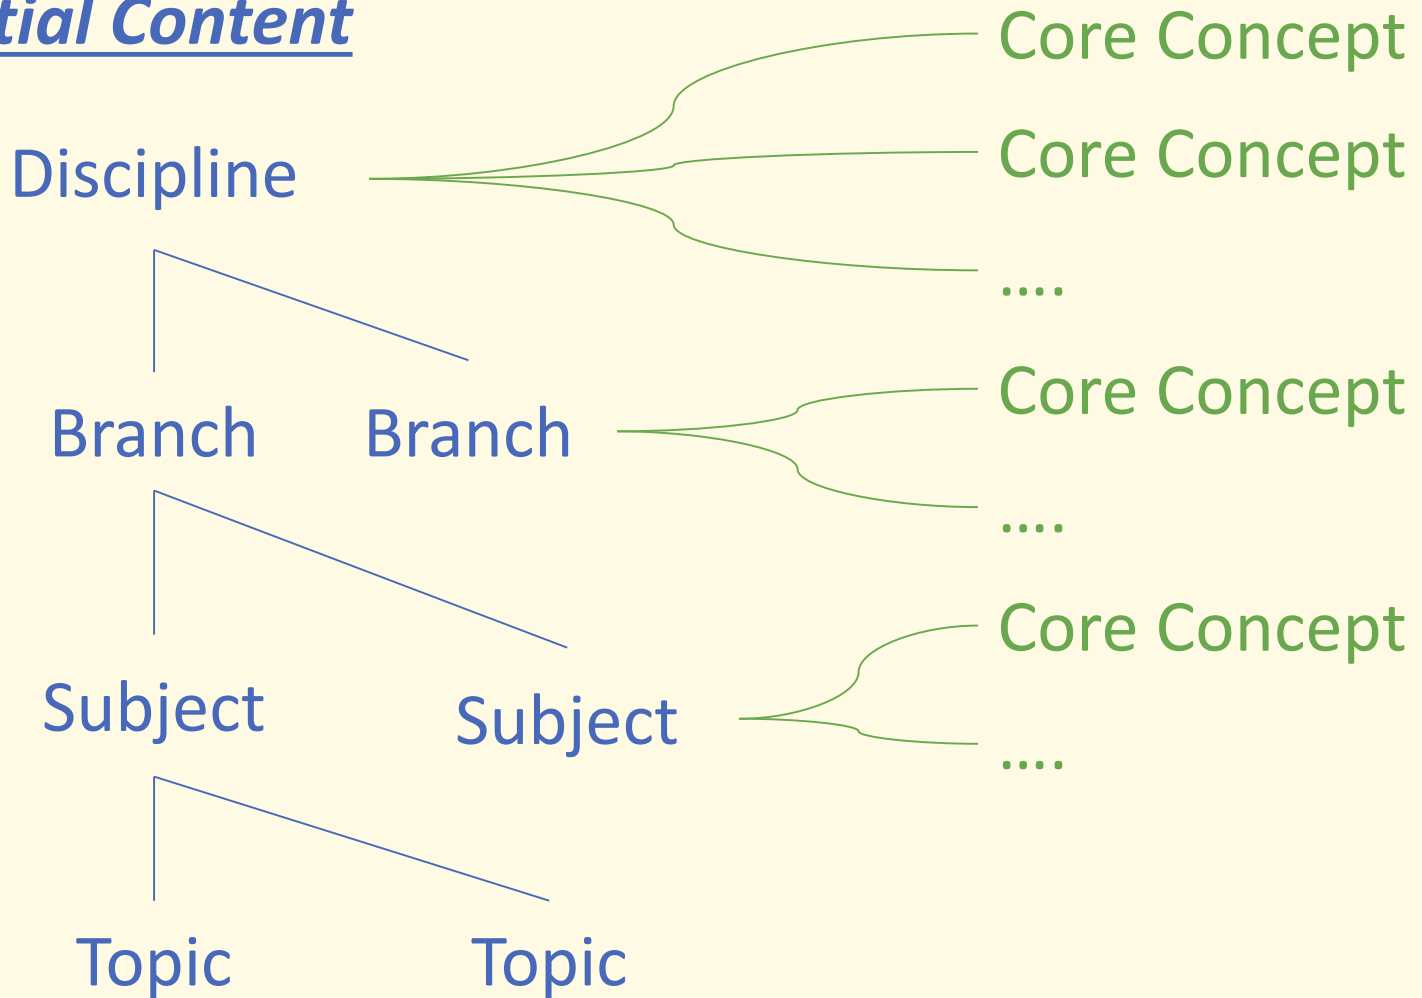 tial Content
Core Concept
Discipline
Core Concept
....
Branch Branch
Core Concept
....
Subject Subject
Core Concept
....
Topic Topic